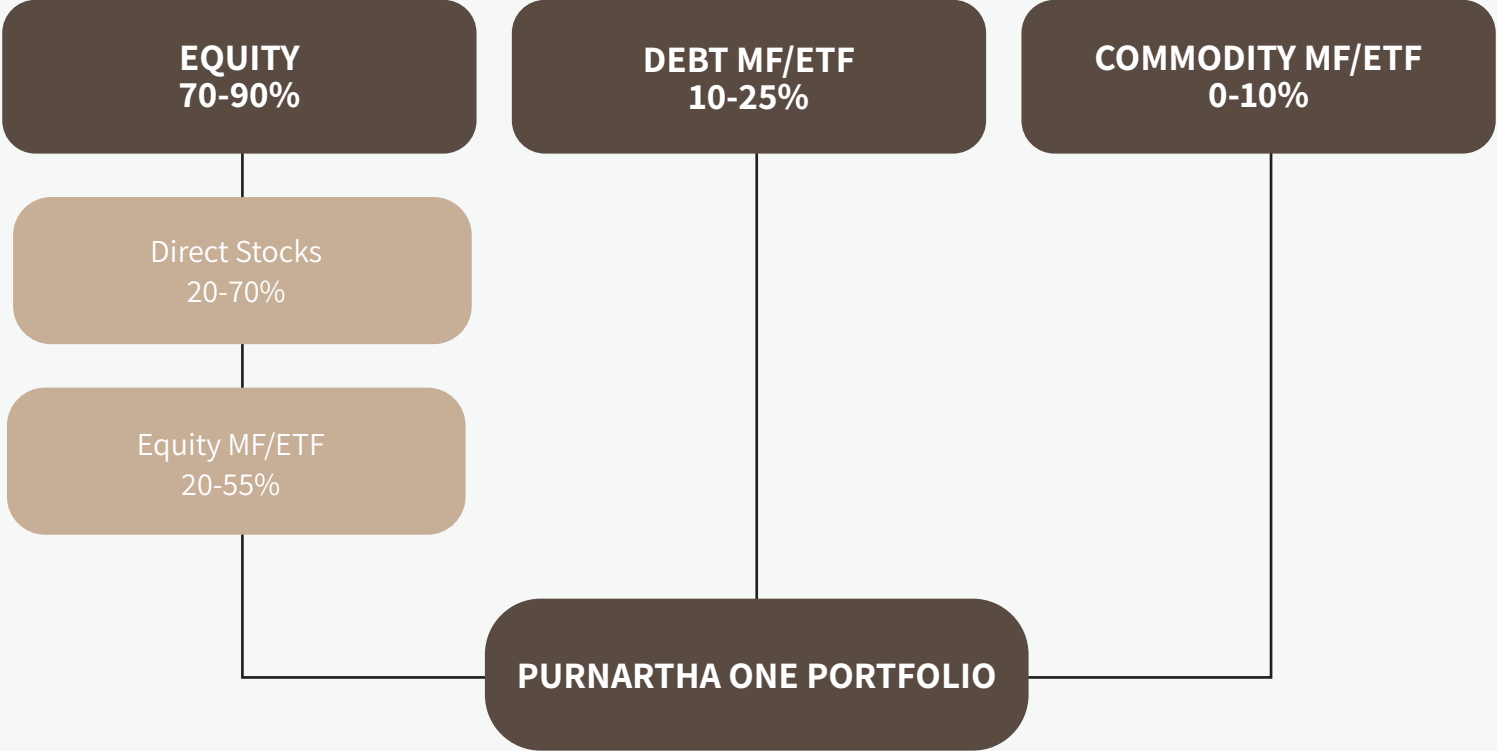 EQUITY
70-90%
DEBT MF/ETF
10-25%
COMMODITY MF/ETF
0-10%
Direct Stocks
20-70%
Equity MF/ETF
20-55%
PURNARTHA ONE PORTFOLIO